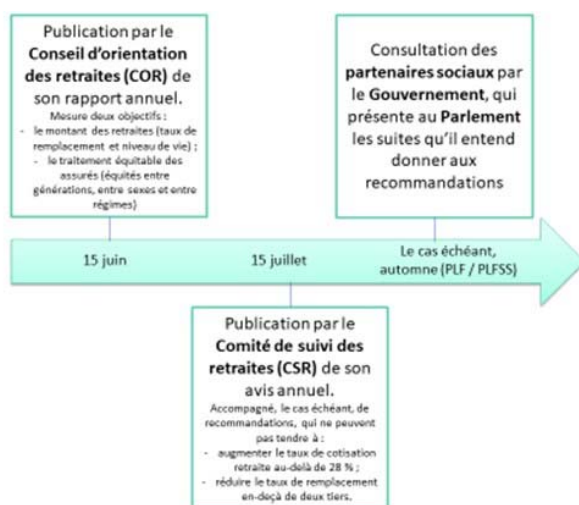 Publication par le
Conseil d'orientation
des retraites (COR) de
son rapport annuel.
Mesure deux objectifs :
- le montant des retraites (taux de
remplacement et niveau de vie) ;
- le traitement équitable des
assurés (équités entre
générations, entre sexes et entre
régimes)
Consultation des
partenaires sociaux par
le Gouvernement, qui
présente au Parlement
les suites qu'il entend
donner aux
recommandations
15 juin
15 juillet
Le cas échéant,
automne (PLF / PLFSS)
Publication par le
Comité de suivi des
retraites (CSR) de son
avis annuel.
Accompagné, le cas échéant, de
recommandations, qui ne peuvent
pas tendre à :
- augmenter le taux de cotisation
retraite au-delà de 28 % ;
- réduire le taux de remplacement
en-deçà de deux tiers.